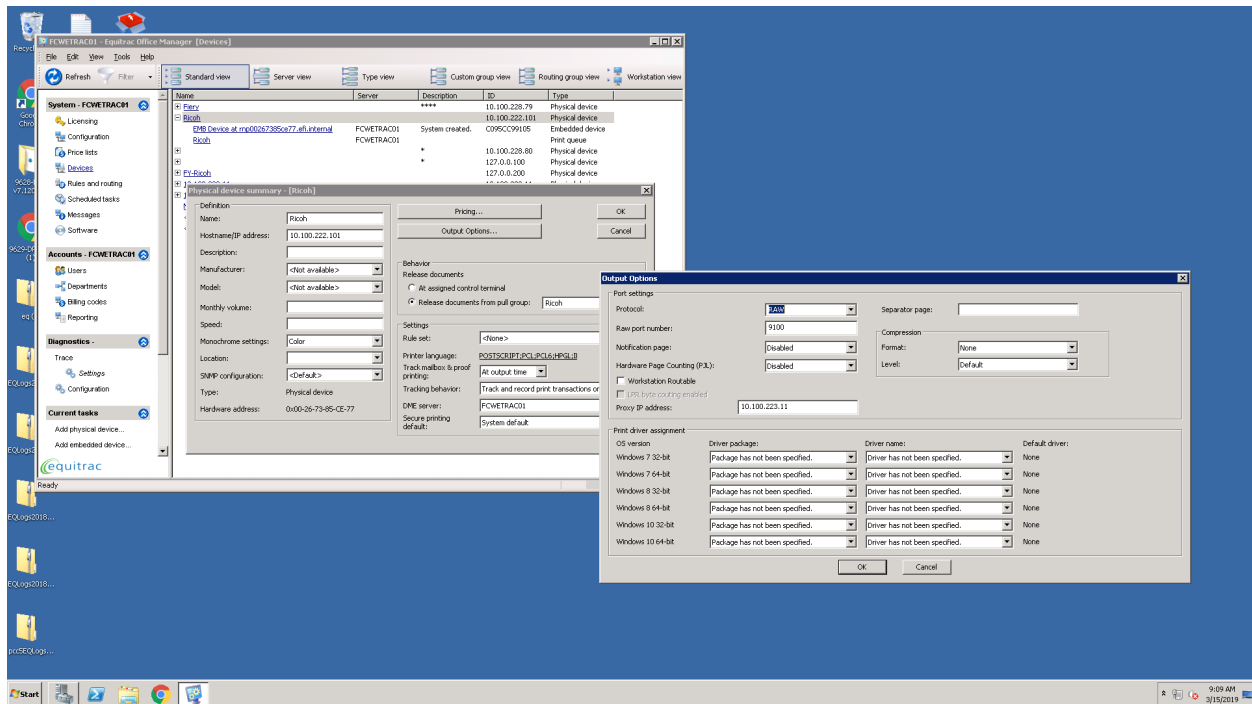 FCWETRAC01 - Equitrac Office Manager [Devices]
File Edit View Tools Help
Refresh Filter Standard view Server view Type view Custom group view Routing group view Workstation view
System - FCWETRAC01
Licensing
Configuration
Price lists
Devices
Rules and routing
Scheduled tasks
Messages
Software
Accounts - FCWETRAC01
Users
Departments
Billing codes
Reporting
Diagnostics -
Trace
Settings
Configuration
Current tasks
Add physical device...
Add embedded device...
equitrac
Ready
Name Server Description ID Type
Fiery **** 10.100.228.79 Physical device
Ricoh 10.100.222.101 Physical device
EMB Device at rnp00267385ce77.efi.internal FCWETRAC01 System created. C095CC99105 Embedded device
Ricoh FCWETRAC01 Print queue
* 10.100.228.80 Physical device
* 127.0.0.100 Physical device
FY-Ricoh 127.0.0.200 Physical device
Physical device summary - [Ricoh]
Definition
Name: Ricoh
Hostname/IP address: 10.100.222.101
Description:
Manufacturer: <Not available>
Model: <Not available>
Monthly volume:
Speed:
Monochrome settings: Color
Location:
SNMP configuration: <Default>
Type: Physical device
Hardware address: 0x00-26-73-85-CE-77
Pricing... OK
Output Options... Cancel
Behavior
Release documents
At assigned control terminal
Release documents from pull group: Ricoh
Settings
Rule set: <None>
Printer language: POSTSCRIPT;PCL;PCL6;HPGL;
Track mailbox & proof
printing: At output time
Tracking behavior: Track and record print transactions
DME server: FCWETRAC01
Secure printing
default: System default
Output Options
Port settings
Protocol: RAW
Raw port number: 9100
Notification page: Disabled
Hardware Page Counting (PJL): Disabled
Workstation Routable
LPR byte couting enabled
Proxy IP address: 10.100.223.11
Separator page:
Compression
Format: None
Level: Default
Print driver assignment
OS version Driver package: Driver name: Default driver:
Windows 7 32-bit Package has not been specified. Driver has not been specified. None
Windows 7 64-bit Package has not been specified. Driver has not been specified. None
Windows 8 32-bit Package has not been specified. Driver has not been specified. None
Windows 8 64-bit Package has not been specified. Driver has not been specified. None
Windows 10 32-bit Package has not been specified. Driver has not been specified. None
Windows 10 64-bit Package has not been specified. Driver has not been specified. None
OK Cancel
EQLogs2018...
EQLogs2018...
pccSEQLogs...
Start
9:09 AM
3/15/2019